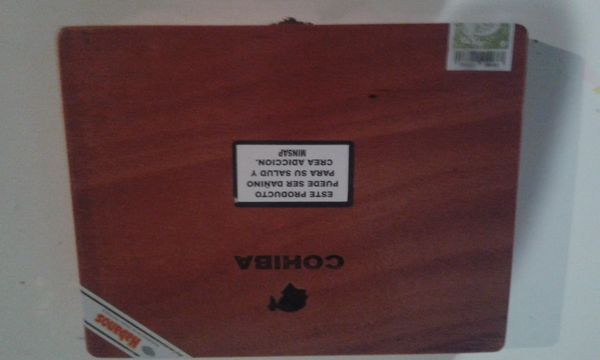 Habanos
COHIBA
ESTE PRODUCTO
PUEDE SER DAÑINO
PARA SU SALUD Y
CREA ADICCION.
MINSAP